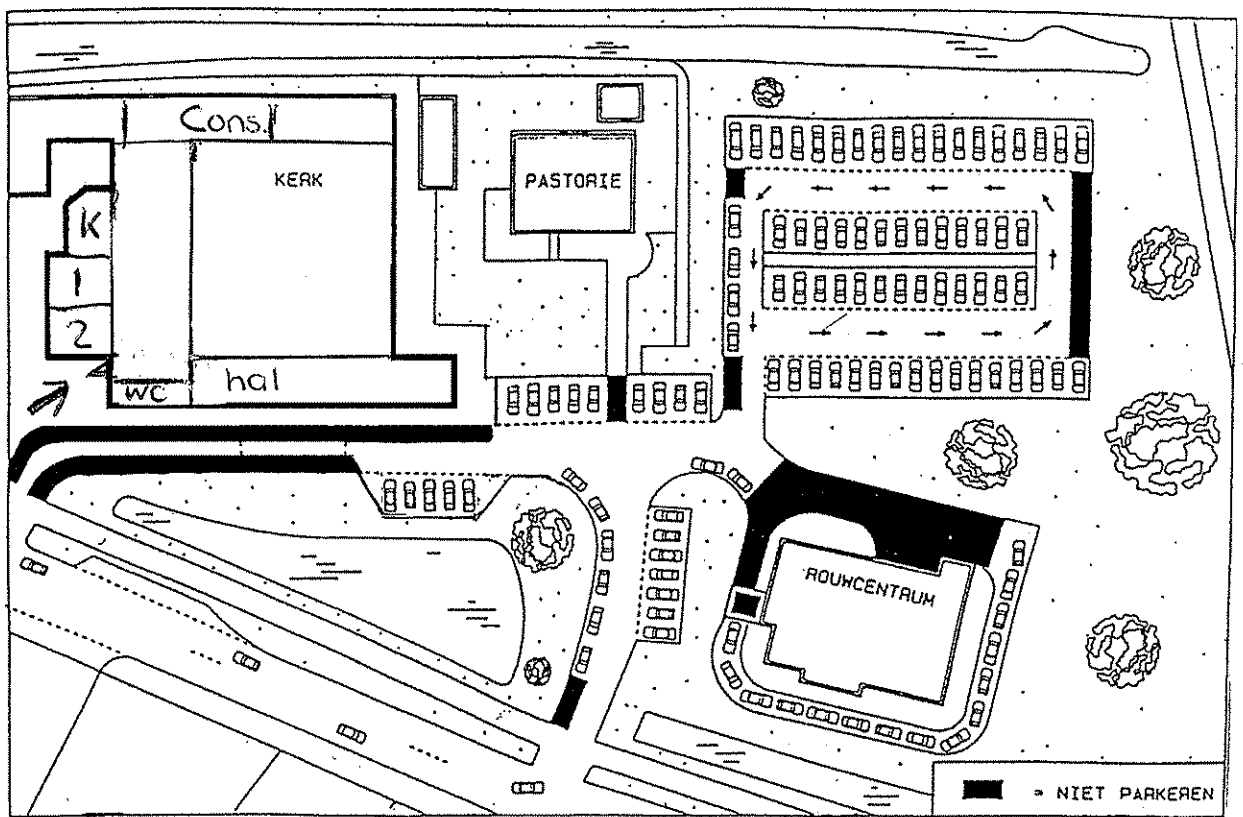 Cons.
KERK
PASTORIE
K
1
2
WC
hal
ROUWCENTRUM
= NIET PARKEREN